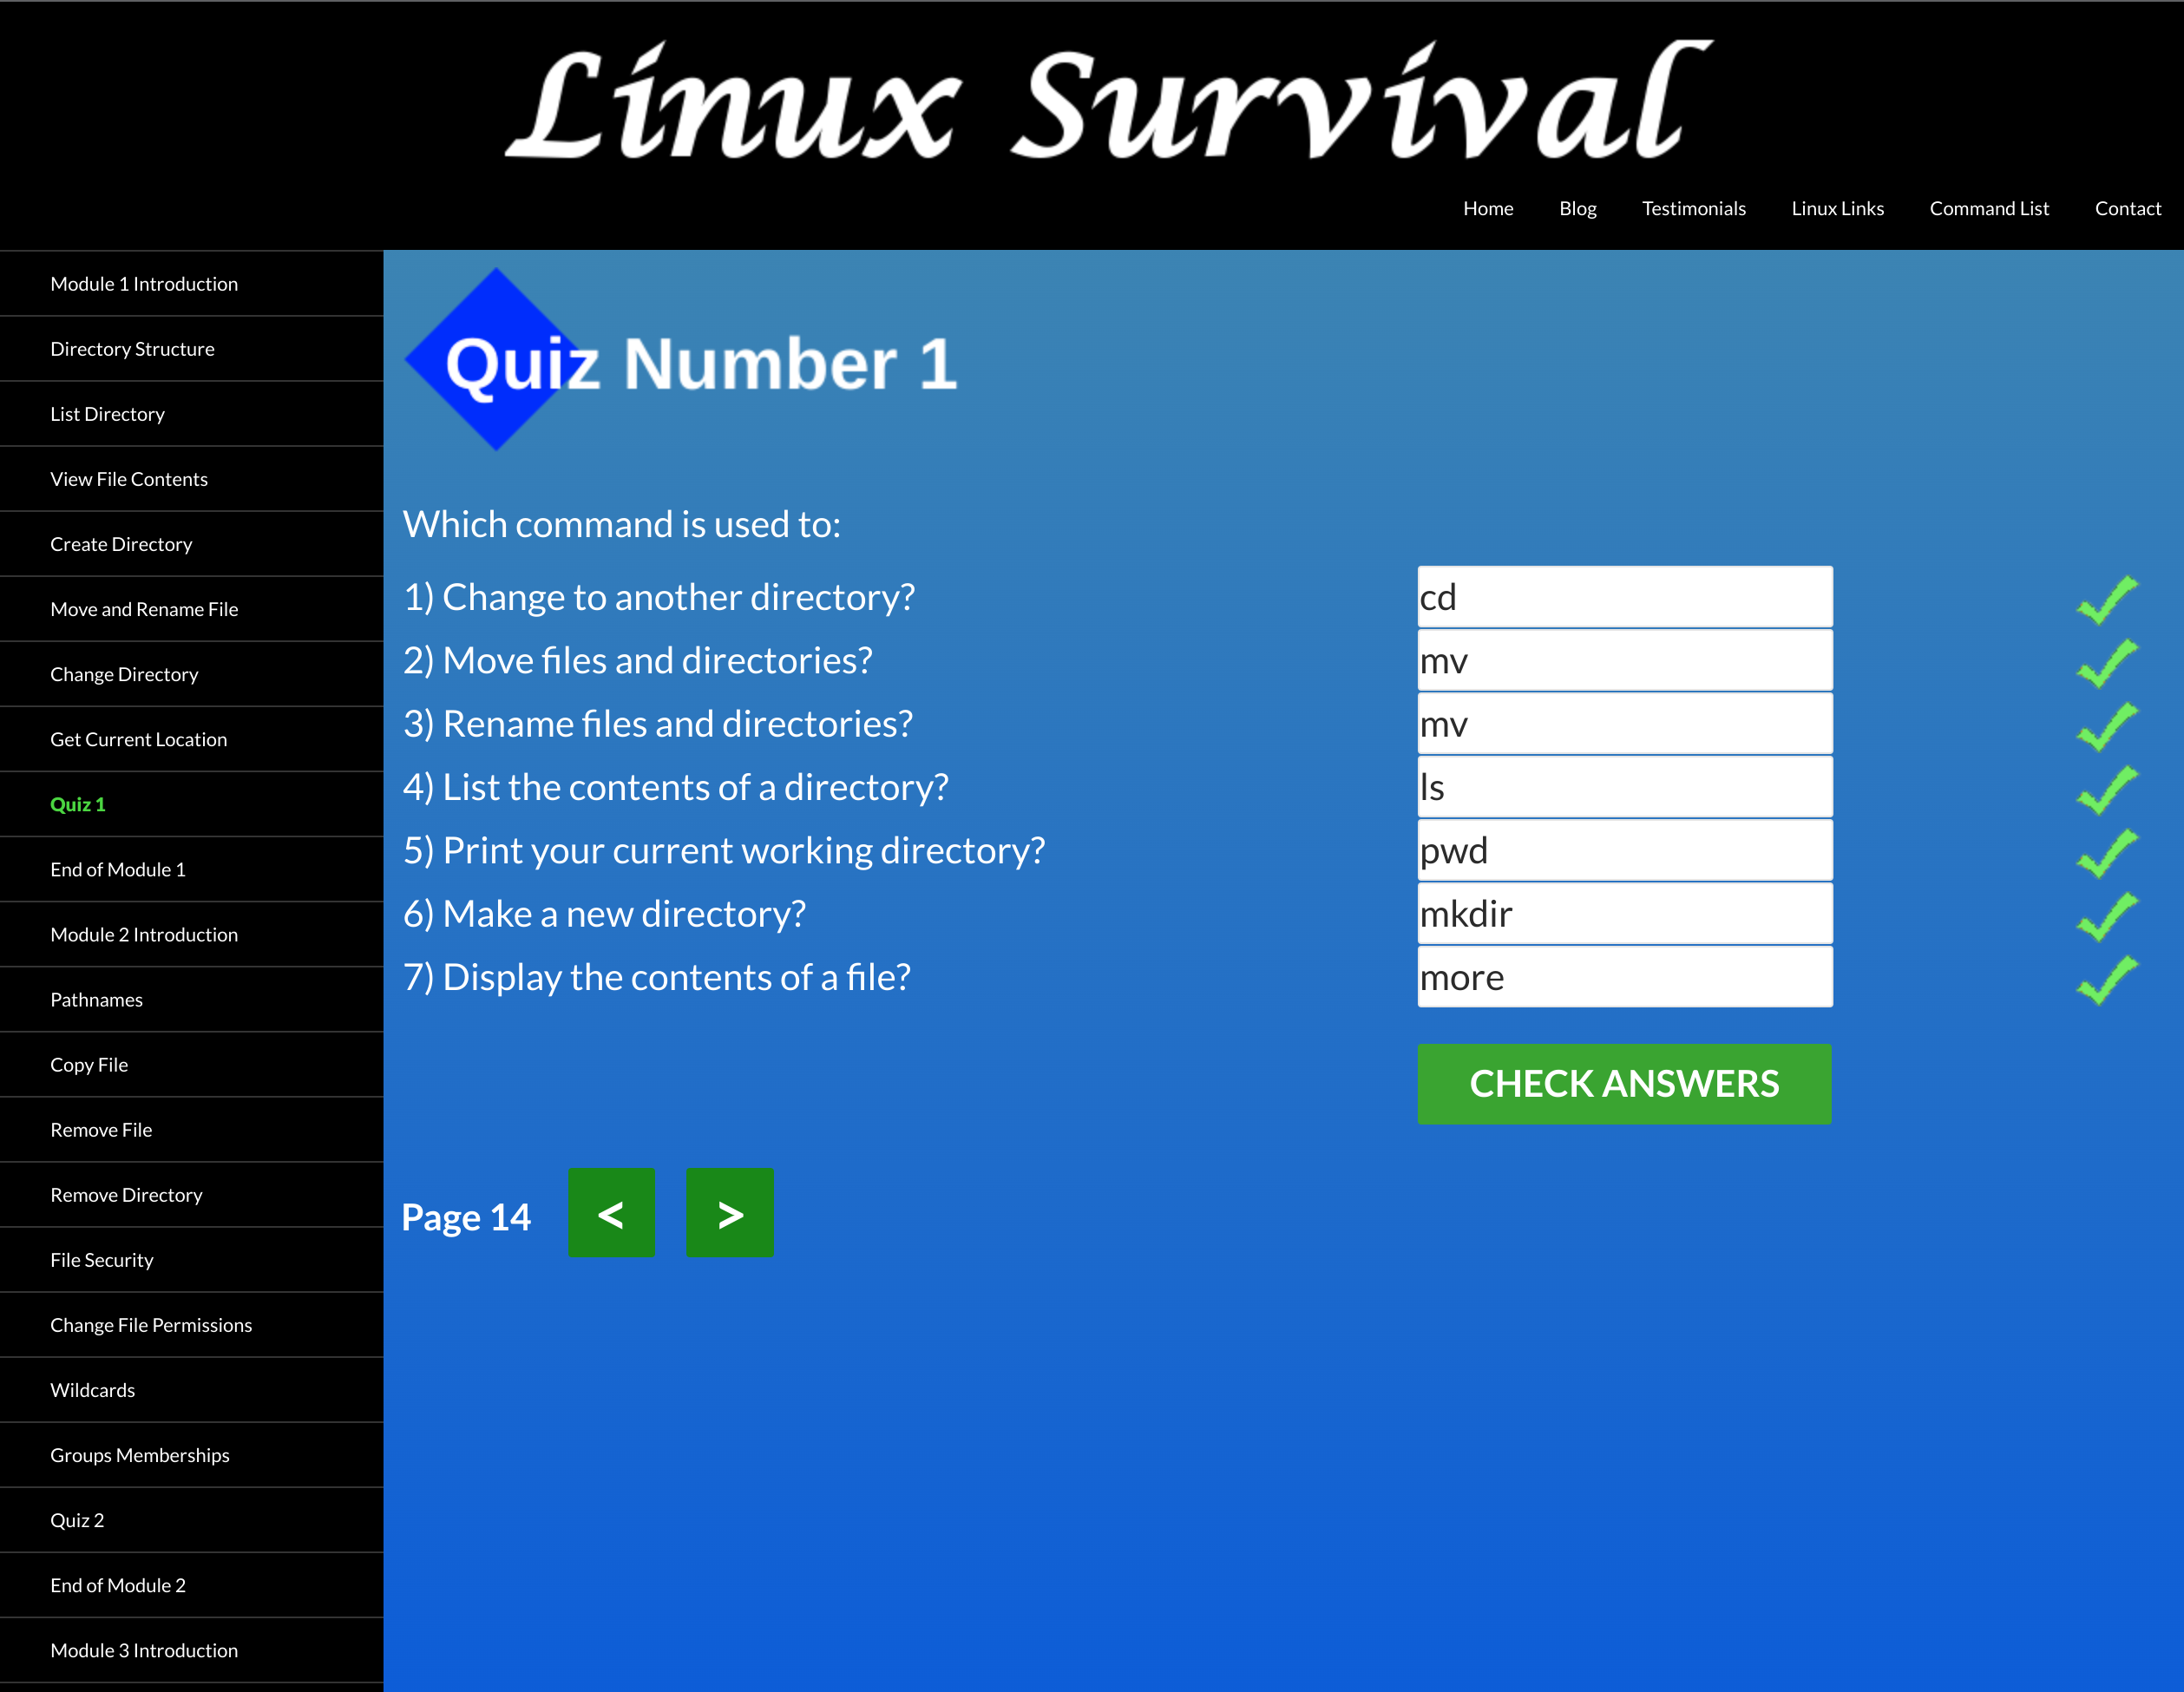 Linux Survival
Home Blog Testimonials Linux Links Command List Contact
Module 1 Introduction
Directory Structure
List Directory
View File Contents
Create Directory
Move and Rename File
Change Directory
Get Current Location
Quiz 1
End of Module 1
Module 2 Introduction
Pathnames
Copy File
Remove File
Remove Directory
File Security
Change File Permissions
Wildcards
Groups Memberships
Quiz 2
End of Module 2
Module 3 Introduction
Quiz Number 1
Which command is used to:
1) Change to another directory? cd
2) Move files and directories? mv
3) Rename files and directories? mv
4) List the contents of a directory? ls
5) Print your current working directory? pwd
6) Make a new directory? mkdir
7) Display the contents of a file? more
CHECK ANSWERS
Page 14 < >